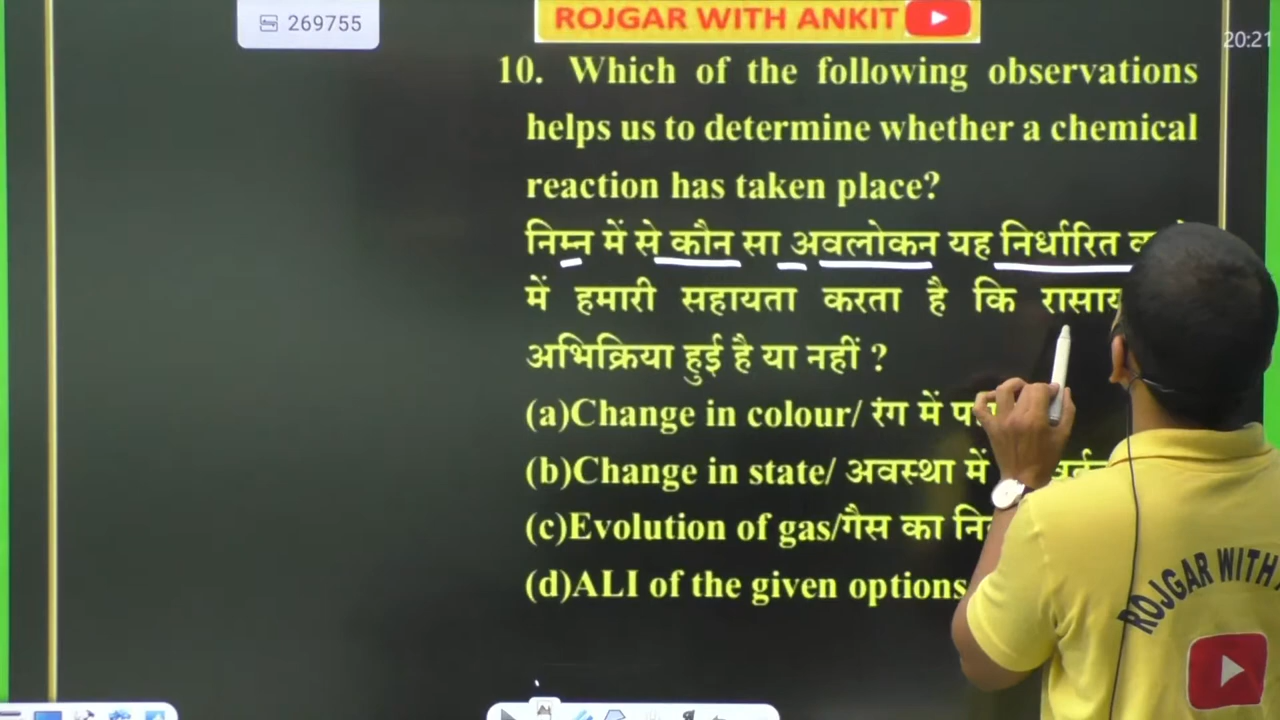 269755
ROJGAR WITH ANKIT
20:21
10. Which of the following observations
helps us to determine whether a chemical
reaction has taken place?
निम्न में से कौन सा अवलोकन यह निर्धारित
में हमारी सहायता करता है कि
अभिक्रिया हुई है या नहीं ?
(a)Change in colour/ रंग में
(b)Change in state/ अवस्था में
(c)Evolution of gas/गैस का
(d)ALI of the given options
ROJGAR WITH